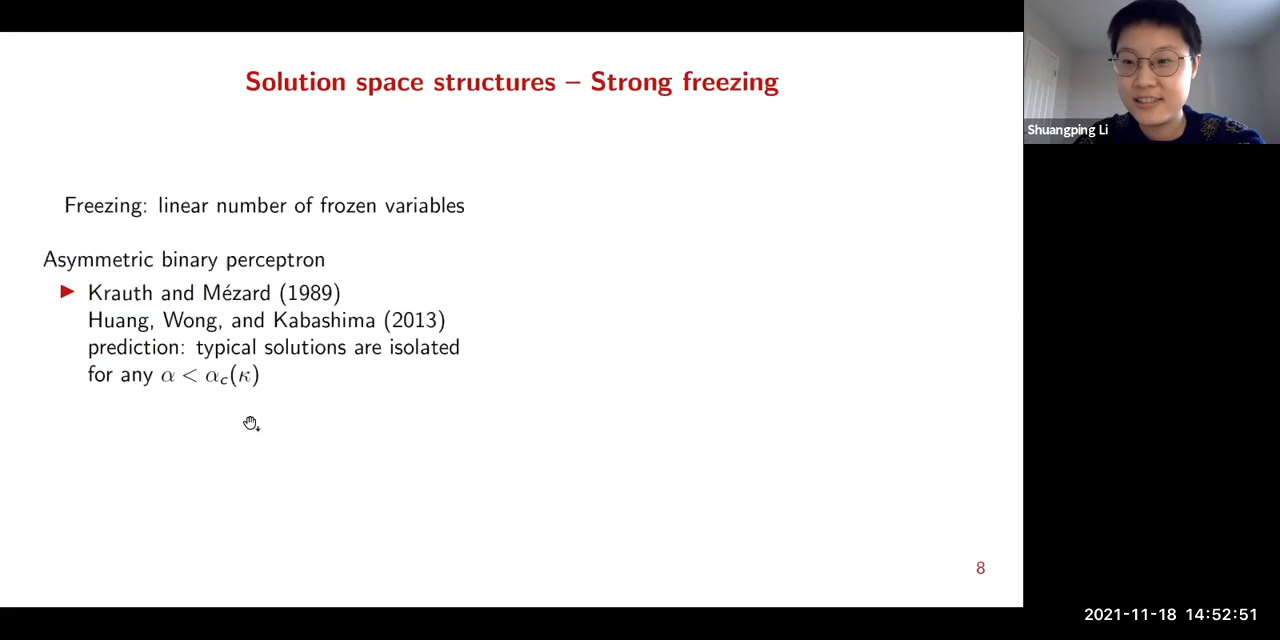 Solution space structures – Strong freezing
Shuangping Li
Freezing: linear number of frozen variables
Asymmetric binary perceptron
Krauth and Mézard (1989)
Huang, Wong, and Kabashima (2013)
prediction: typical solutions are isolated
for any α < α_c(κ)
8
2021-11-18 14:52:51